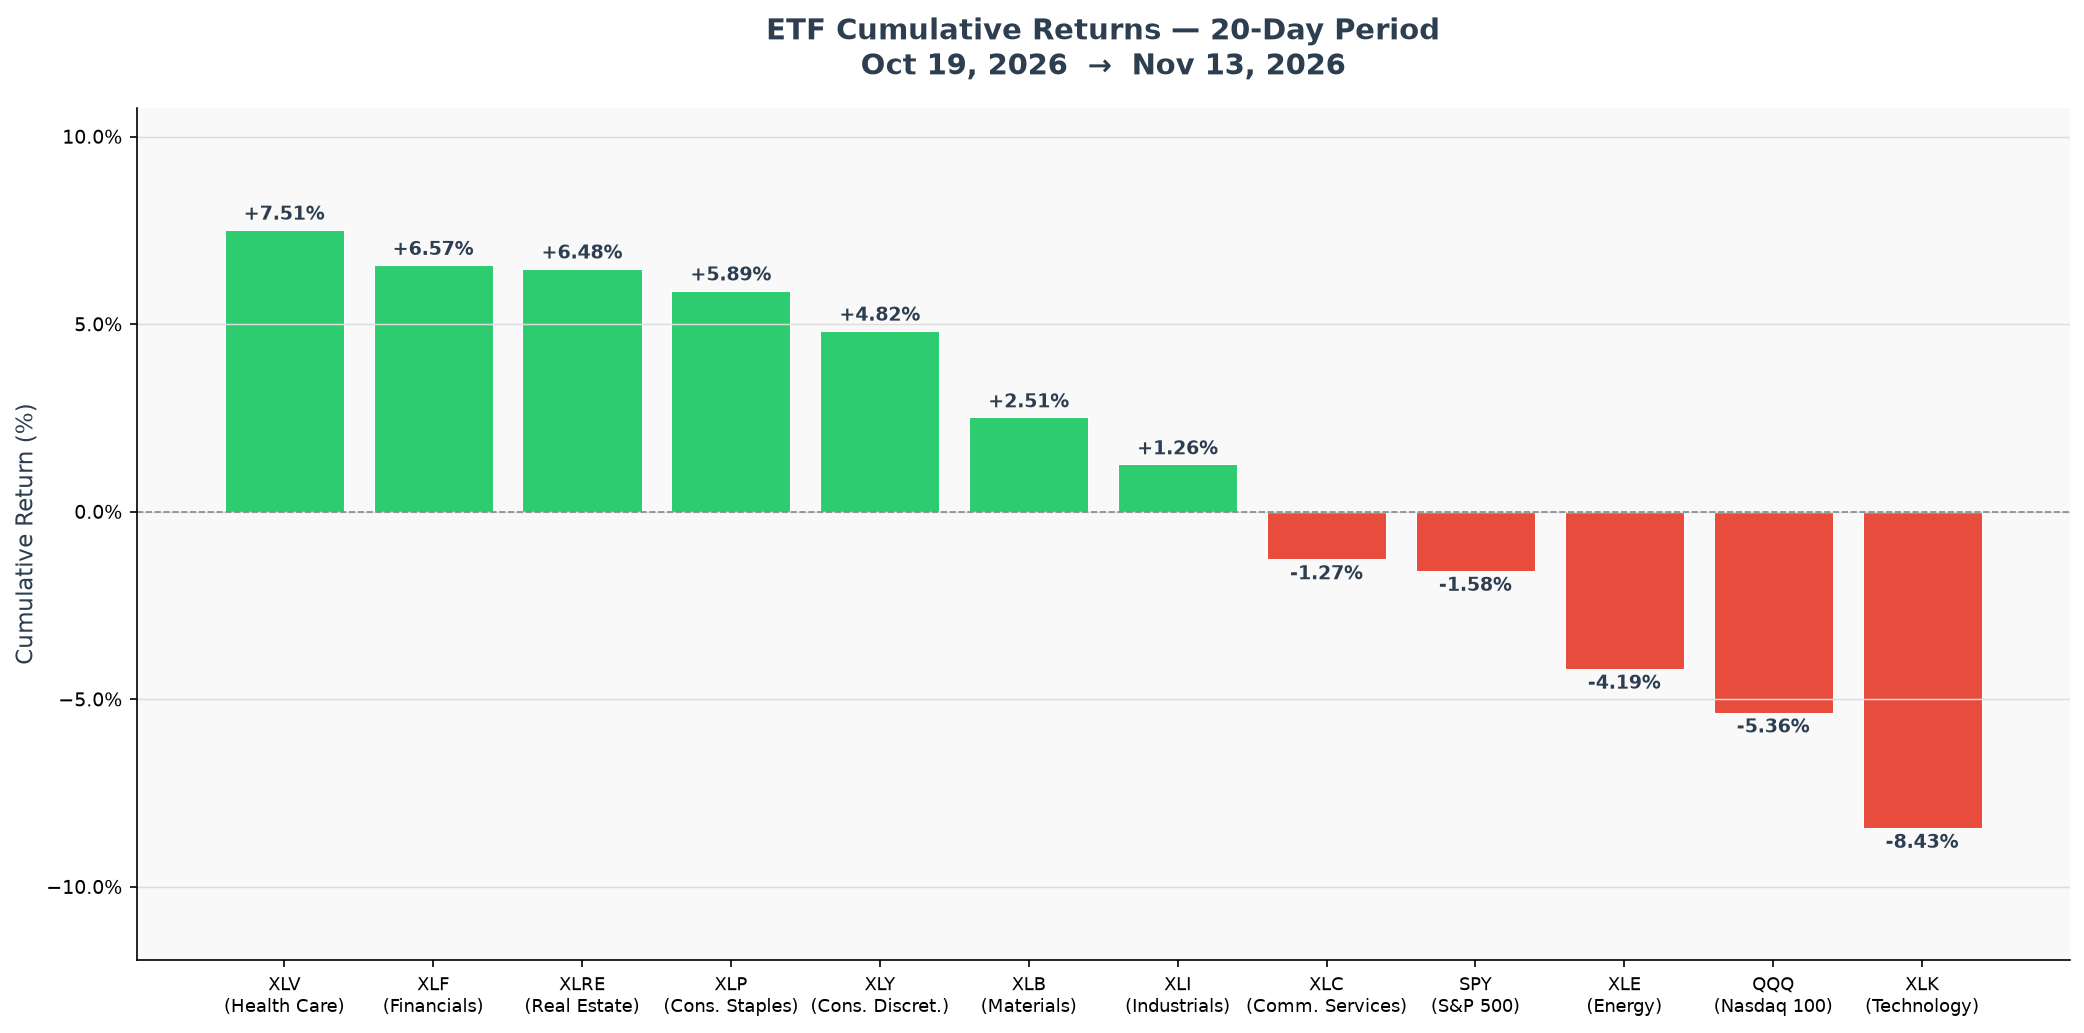 ETF Cumulative Returns — 20-Day Period
Oct 19, 2026 → Nov 13, 2026
Cumulative Return (%)
10.0%
5.0%
0.0%
−5.0%
−10.0%
+7.51%
+6.57%
+6.48%
+5.89%
+4.82%
+2.51%
+1.26%
-1.27%
-1.58%
-4.19%
-5.36%
-8.43%
XLV
(Health Care)
XLF
(Financials)
XLRE
(Real Estate)
XLP
(Cons. Staples)
XLY
(Cons. Discret.)
XLB
(Materials)
XLI
(Industrials)
XLC
(Comm. Services)
SPY
(S&P 500)
XLE
(Energy)
QQQ
(Nasdaq 100)
XLK
(Technology)